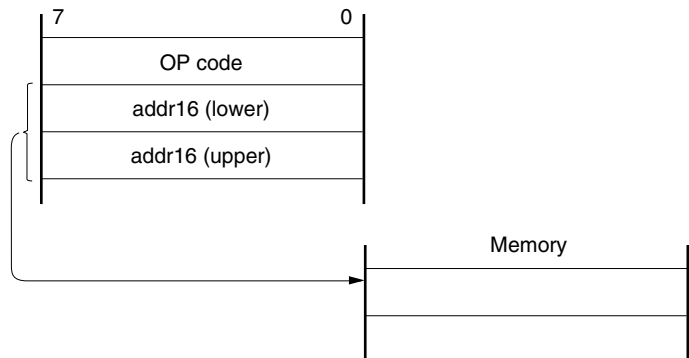 7 0
OP code
addr16 (lower)
addr16 (upper)
Memory